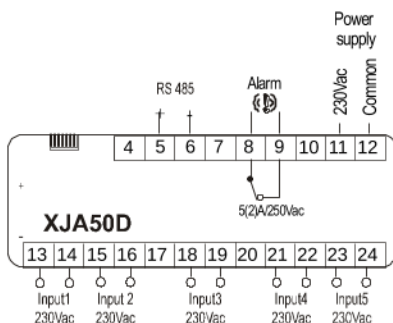 Power
supply
RS 485
Alarm
230Vac
Common
+ -
4 5 6 7 8 9 10 11 12
+
5(2)A/250Vac
XJA50D
-
13 14 15 16 17 18 19 20 21 22 23 24
Input1 Input 2 Input3 Input4 Input5
230Vac 230Vac 230Vac 230Vac 230Vac